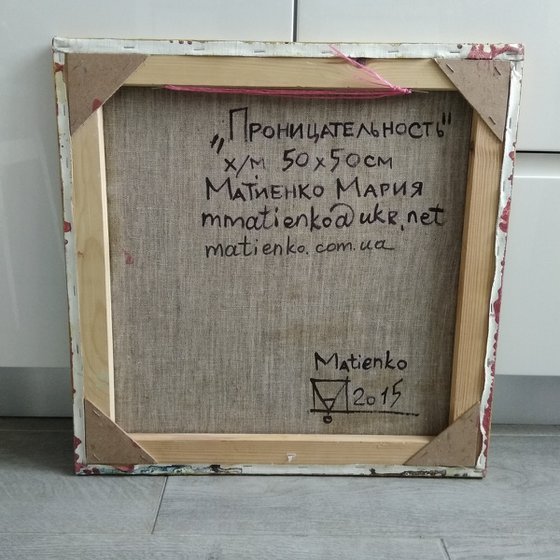 „Проницательность"
х/м 50х50см
Матиенко Мария
mmatienko@ukr.net
matienko.com.ua
Matienko
2015